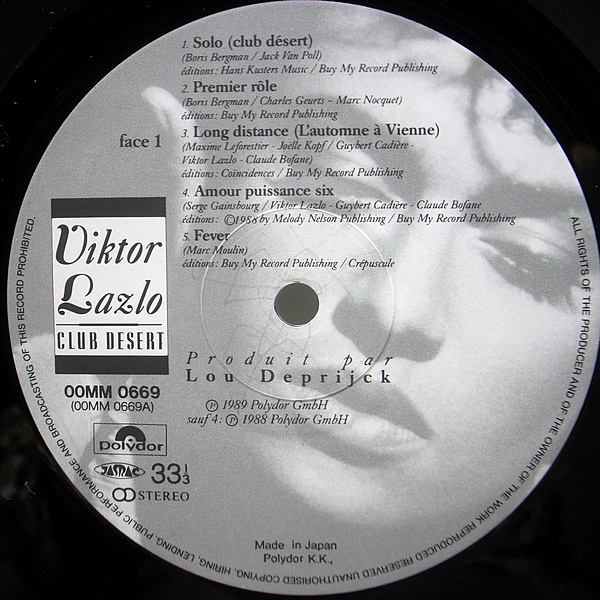 1. Solo (club désert)
(Boris Bergman / Jack Van Poll)
éditions: Hans Kusters Music / Buy My Record Publishing
2. Premier rôle
(Boris Bergman / Charles Geurts - Marc Nocquet)
éditions: Buy My Record Publishing
face 1
3. Long distance (L'automne à Vienne)
(Maxime Leforestier - Joëlle Kopf / Guybert Cadière -
Viktor Lazlo - Claude Bofane)
éditions: Coïncidences / Buy My Record Publishing
4. Amour puissance six
(Serge Gainsbourg / Viktor Lazlo - Guybert Cadière - Claude Bofane
éditions: ©1988 by Melody Nelson Publishing / Buy My Record Publishing
5. Fever
(Marc Moulin)
éditions: Buy My Record Publishing / Crépuscule
Viktor
Lazlo
CLUB DESERT
Produit par
Lou Deprijck
00MM 0669
(00MM 0669A)
℗ 1989 Polydor GmbH
sauf 4: ℗ 1988 Polydor GmbH
polydor
JASRAC
33 1/3
STEREO
Made in Japan
Polydor K.K.,
ALL RIGHTS OF THE PRODUCER AND OF THE OWNER OF THE WORK REPRODUCED RESERVED UNAUTHORISED COPYING, HIRING, LENDING, PUBLIC PERFORMANCE AND BROADCASTING OF THIS RECORD PROHIBITED.